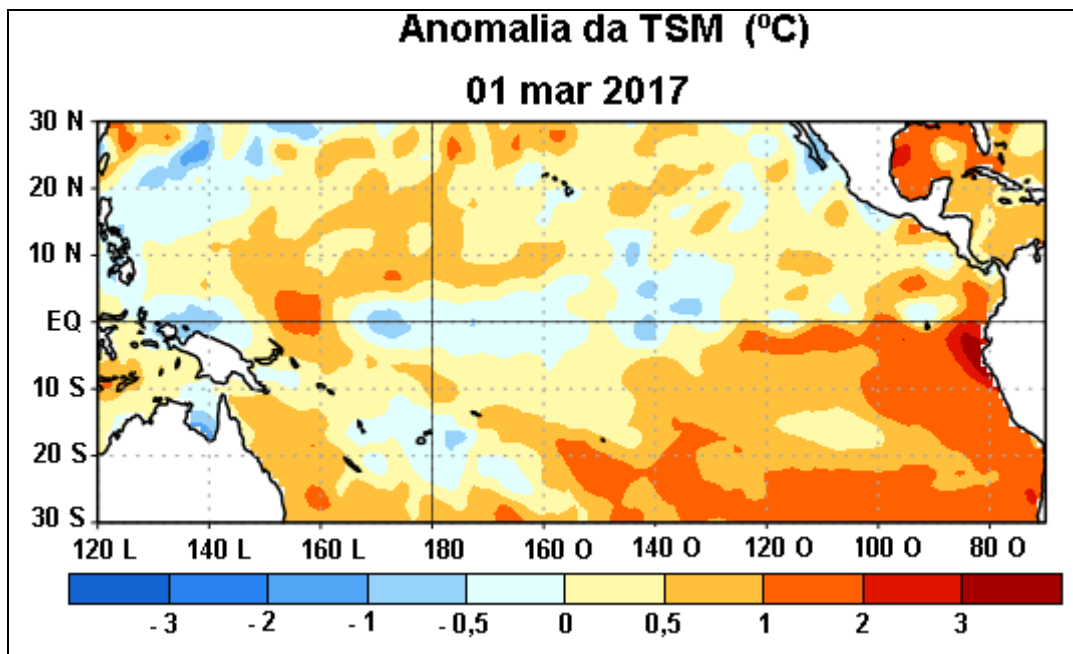 Anomalia da TSM (ºC)
01 mar 2017
30 N
20 N
10 N
EQ
10 S
20 S
30 S
120 L 140 L 160 L 180 160 O 140 O 120 O 100 O 80 O
- 3 - 2 - 1 - 0,5 0 0,5 1 2 3